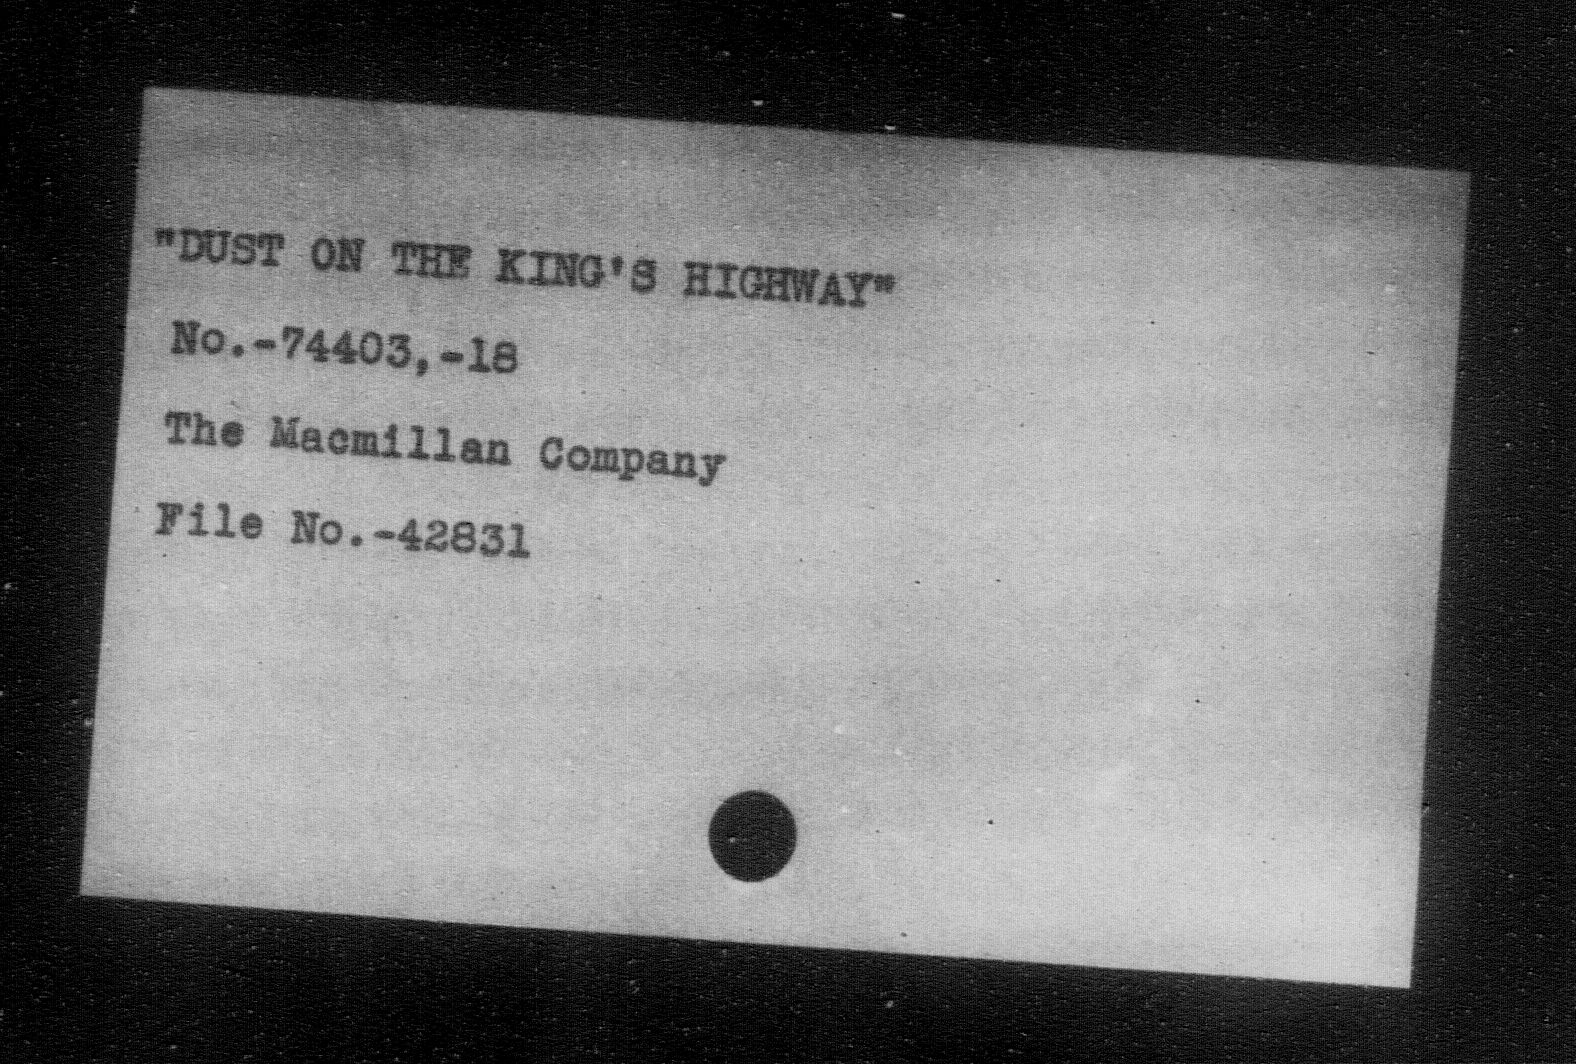 "DUST ON THE KING'S HIGHWAY"
No.-74403,-18
The Macmillan Company
File No.-42831